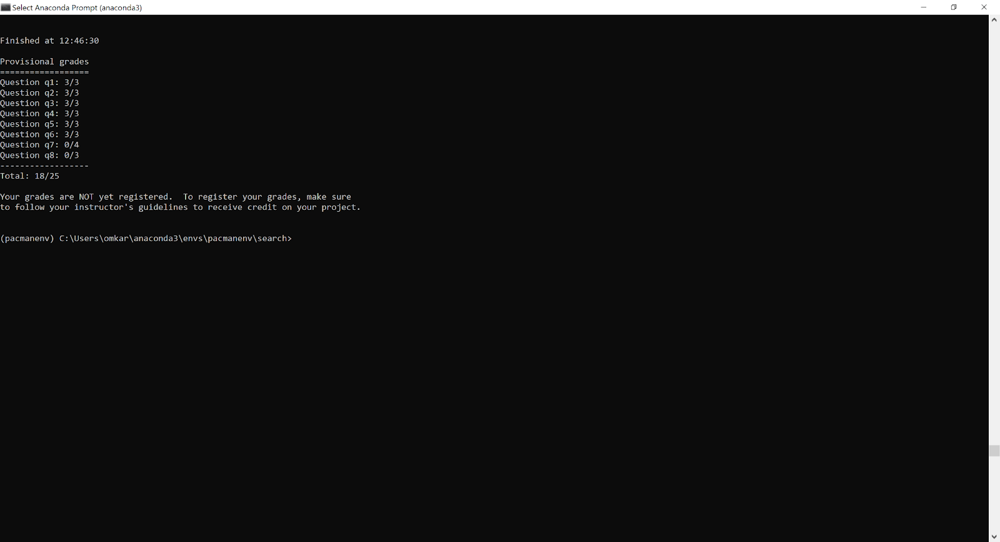 Select Anaconda Prompt (anaconda3)
Finished at 12:46:30
Provisional grades
==================
Question q1: 3/3
Question q2: 3/3
Question q3: 3/3
Question q4: 3/3
Question q5: 3/3
Question q6: 3/3
Question q7: 0/4
Question q8: 0/3
------------------
Total: 18/25
Your grades are NOT yet registered.  To register your grades, make sure
to follow your instructor's guidelines to receive credit on your project.
(pacmanenv) C:\Users\omkar\anaconda3\envs\pacmanenv\search>